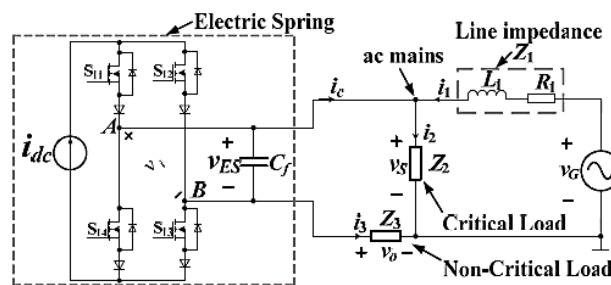 Electric Spring
Line impedance
Z1
ac mains
S11
S12
ic
i1
L1
R1
A
idc
vi
+
vES
−
Cf
i2
+
vS
−
Z2
+
vG
−
B
Critical Load
S14
S13
i3
Z3
+ vo −
Non-Critical Load